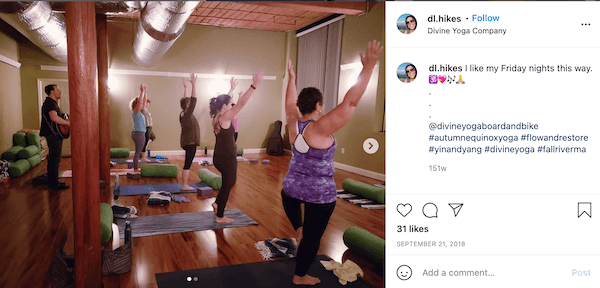 dl.hikes • Follow
Divine Yoga Company
dl.hikes I like my Friday nights this way.
☮️💖🎶🙏
.
.
.
@divineyogaboardandbike
#autumnequinoxyoga #flowandrestore
#yinandyang #divineyoga #fallriverma
151w
31 likes
SEPTEMBER 21, 2018
Add a comment...
Post